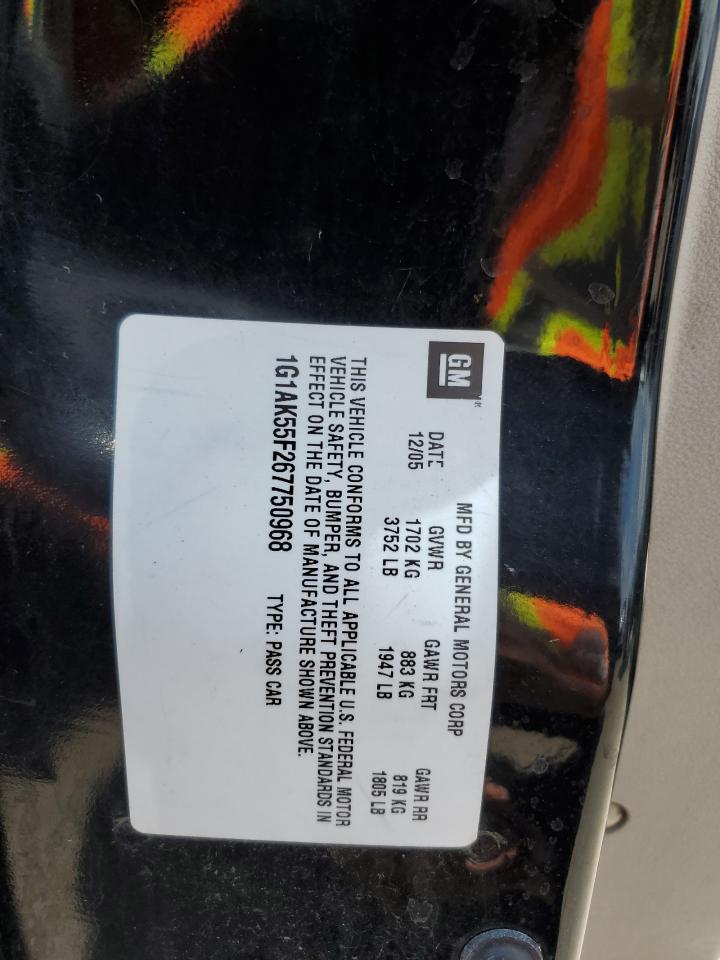 GM
MFD BY GENERAL MOTORS CORP
DATE GVWR GAWR FRT GAWR RR
12/05 1702 KG 883 KG 819 KG
3752 LB 1947 LB 1805 LB
THIS VEHICLE CONFORMS TO ALL APPLICABLE U.S. FEDERAL MOTOR
VEHICLE SAFETY, BUMPER, AND THEFT PREVENTION STANDARDS IN
EFFECT ON THE DATE OF MANUFACTURE SHOWN ABOVE.
1G1AK55F267750968 TYPE: PASS CAR